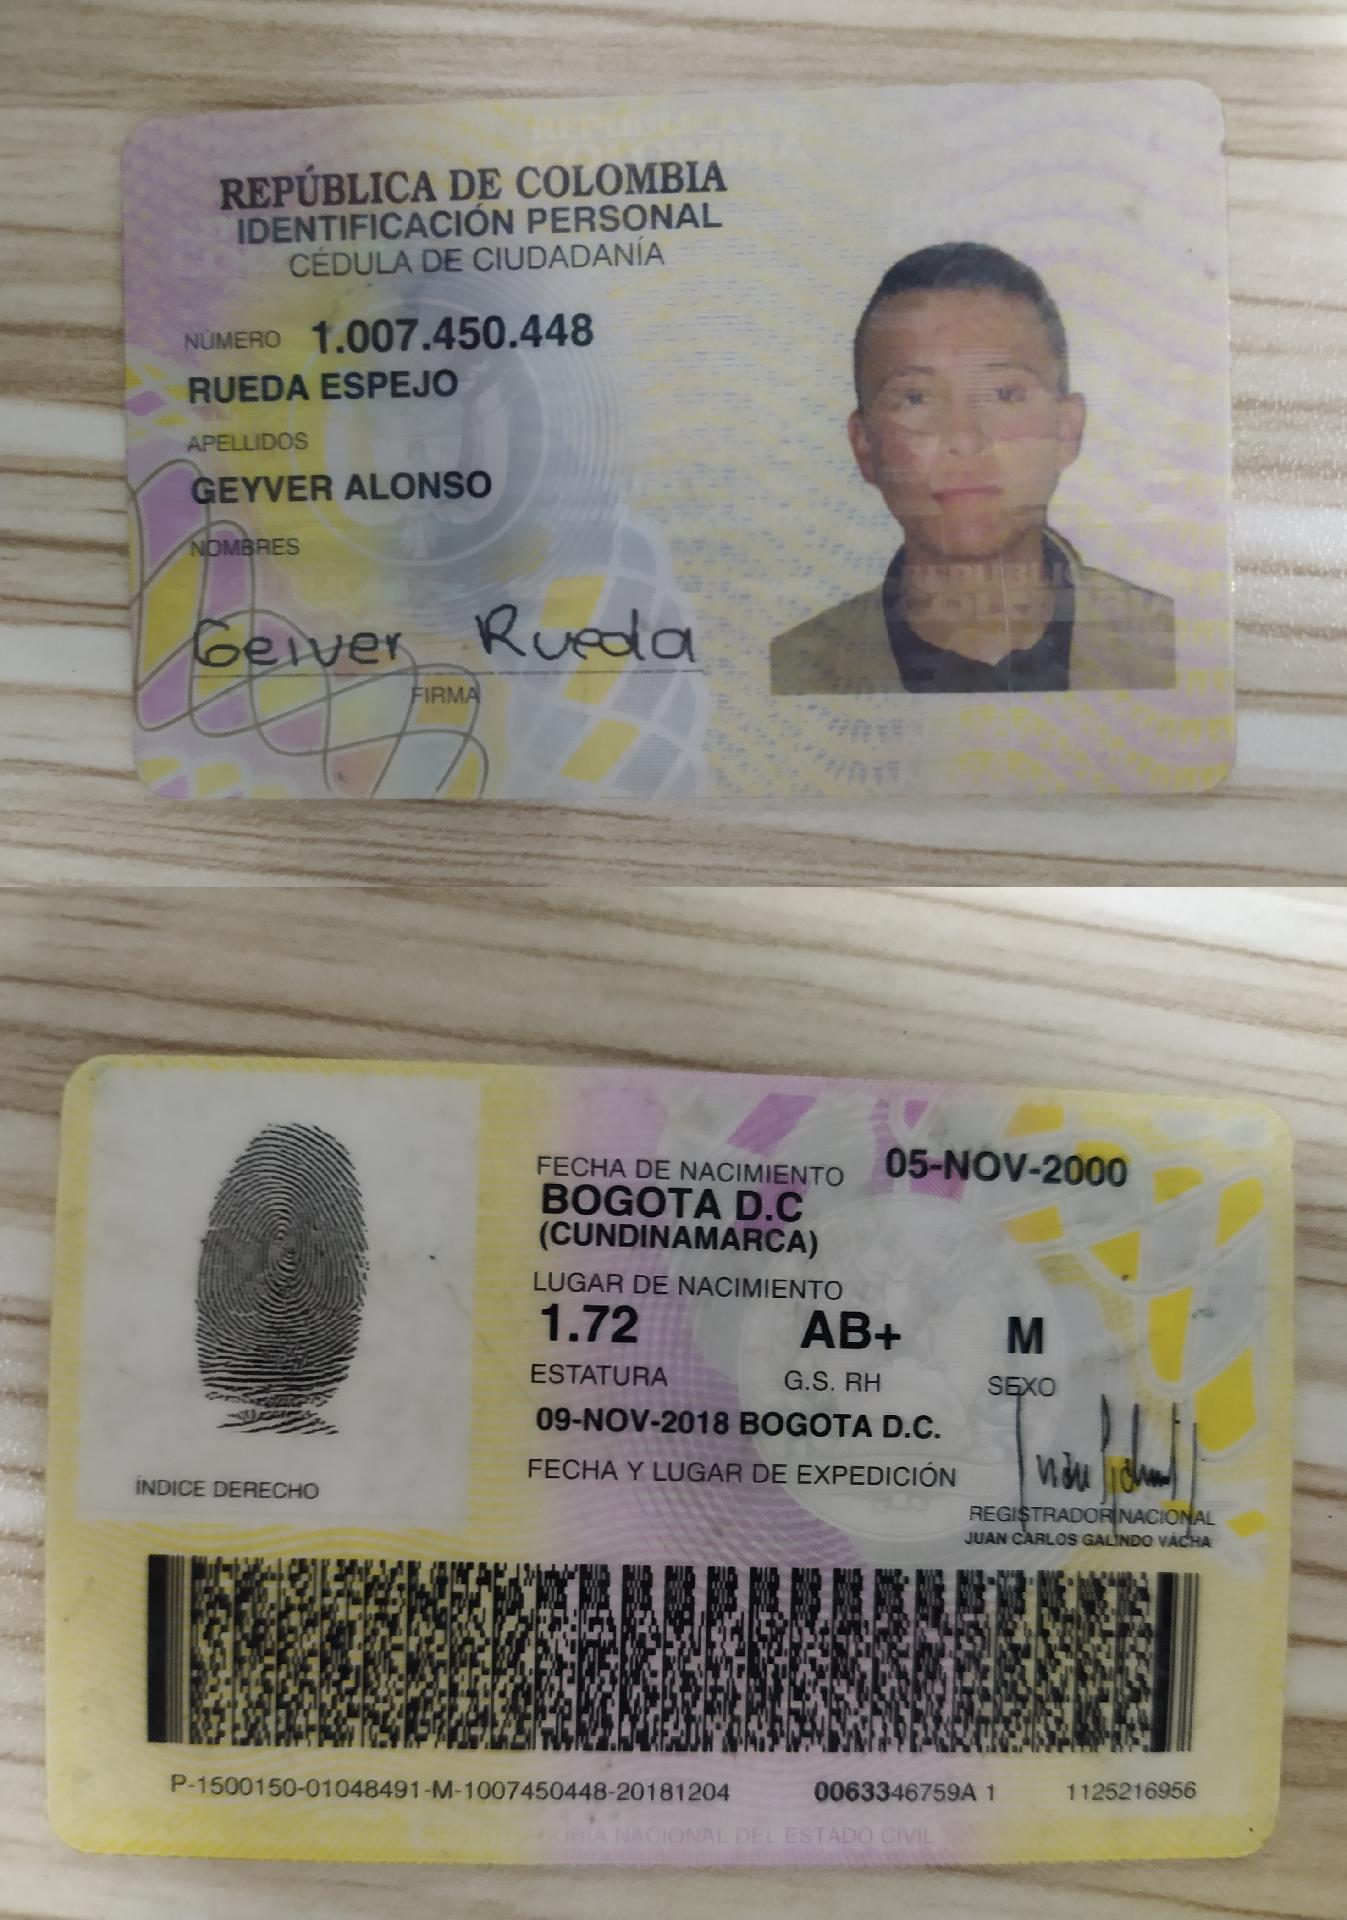 REPÚBLICA DE COLOMBIA
IDENTIFICACIÓN PERSONAL
CÉDULA DE CIUDADANÍA
NÚMERO 1.007.450.448
RUEDA ESPEJO
APELLIDOS
GEYVER ALONSO
NOMBRES
Geiver Rueda
FIRMA
FECHA DE NACIMIENTO 05-NOV-2000
BOGOTA D.C
(CUNDINAMARCA)
LUGAR DE NACIMIENTO
1.72 AB+ M
ESTATURA G.S. RH SEXO
09-NOV-2018 BOGOTA D.C.
FECHA Y LUGAR DE EXPEDICIÓN
ÍNDICE DERECHO
REGISTRADOR NACIONAL
JUAN CARLOS GALINDO VÁCHA
P-1500150-01048491-M-1007450448-20181204 0063346759A 1 1125216956
REGISTRADURÍA NACIONAL DEL ESTADO CIVIL